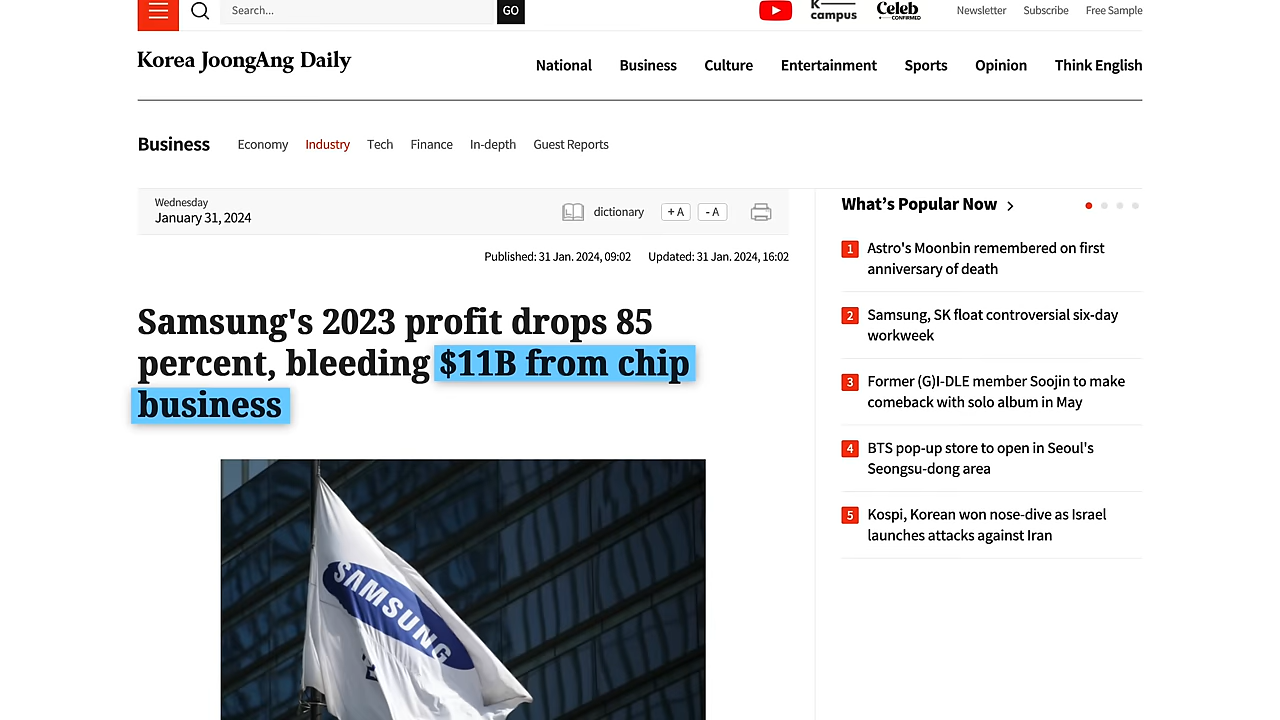 Search...
GO
K
campus
Celeb
CONFIRMED
Newsletter
Subscribe
Free Sample
Korea JoongAng Daily
National
Business
Culture
Entertainment
Sports
Opinion
Think English
Business
Economy
Industry
Tech
Finance
In-depth
Guest Reports
Wednesday
January 31, 2024
dictionary
+ A
- A
Published: 31 Jan. 2024, 09:02
Updated: 31 Jan. 2024, 16:02
Samsung's 2023 profit drops 85
percent, bleeding $11B from chip
business
SAMSUNG
What’s Popular Now
1
Astro's Moonbin remembered on first
anniversary of death
2
Samsung, SK float controversial six-day
workweek
3
Former (G)I-DLE member Soojin to make
comeback with solo album in May
4
BTS pop-up store to open in Seoul's
Seongsu-dong area
5
Kospi, Korean won nose-dive as Israel
launches attacks against Iran